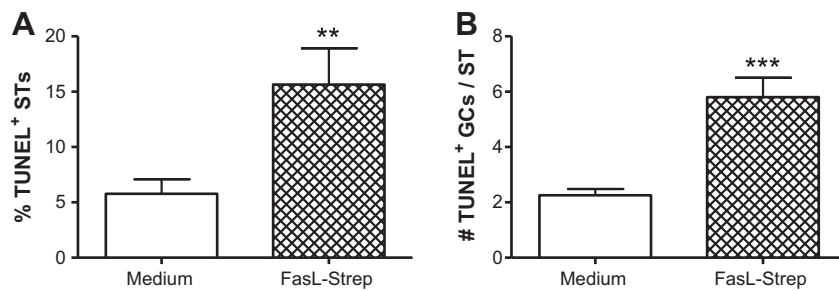 A
% TUNEL+ STs
20
15
10
5
0
**
Medium
FasL-Strep
B
# TUNEL+ GCs / ST
8
6
4
2
0
***
Medium
FasL-Strep